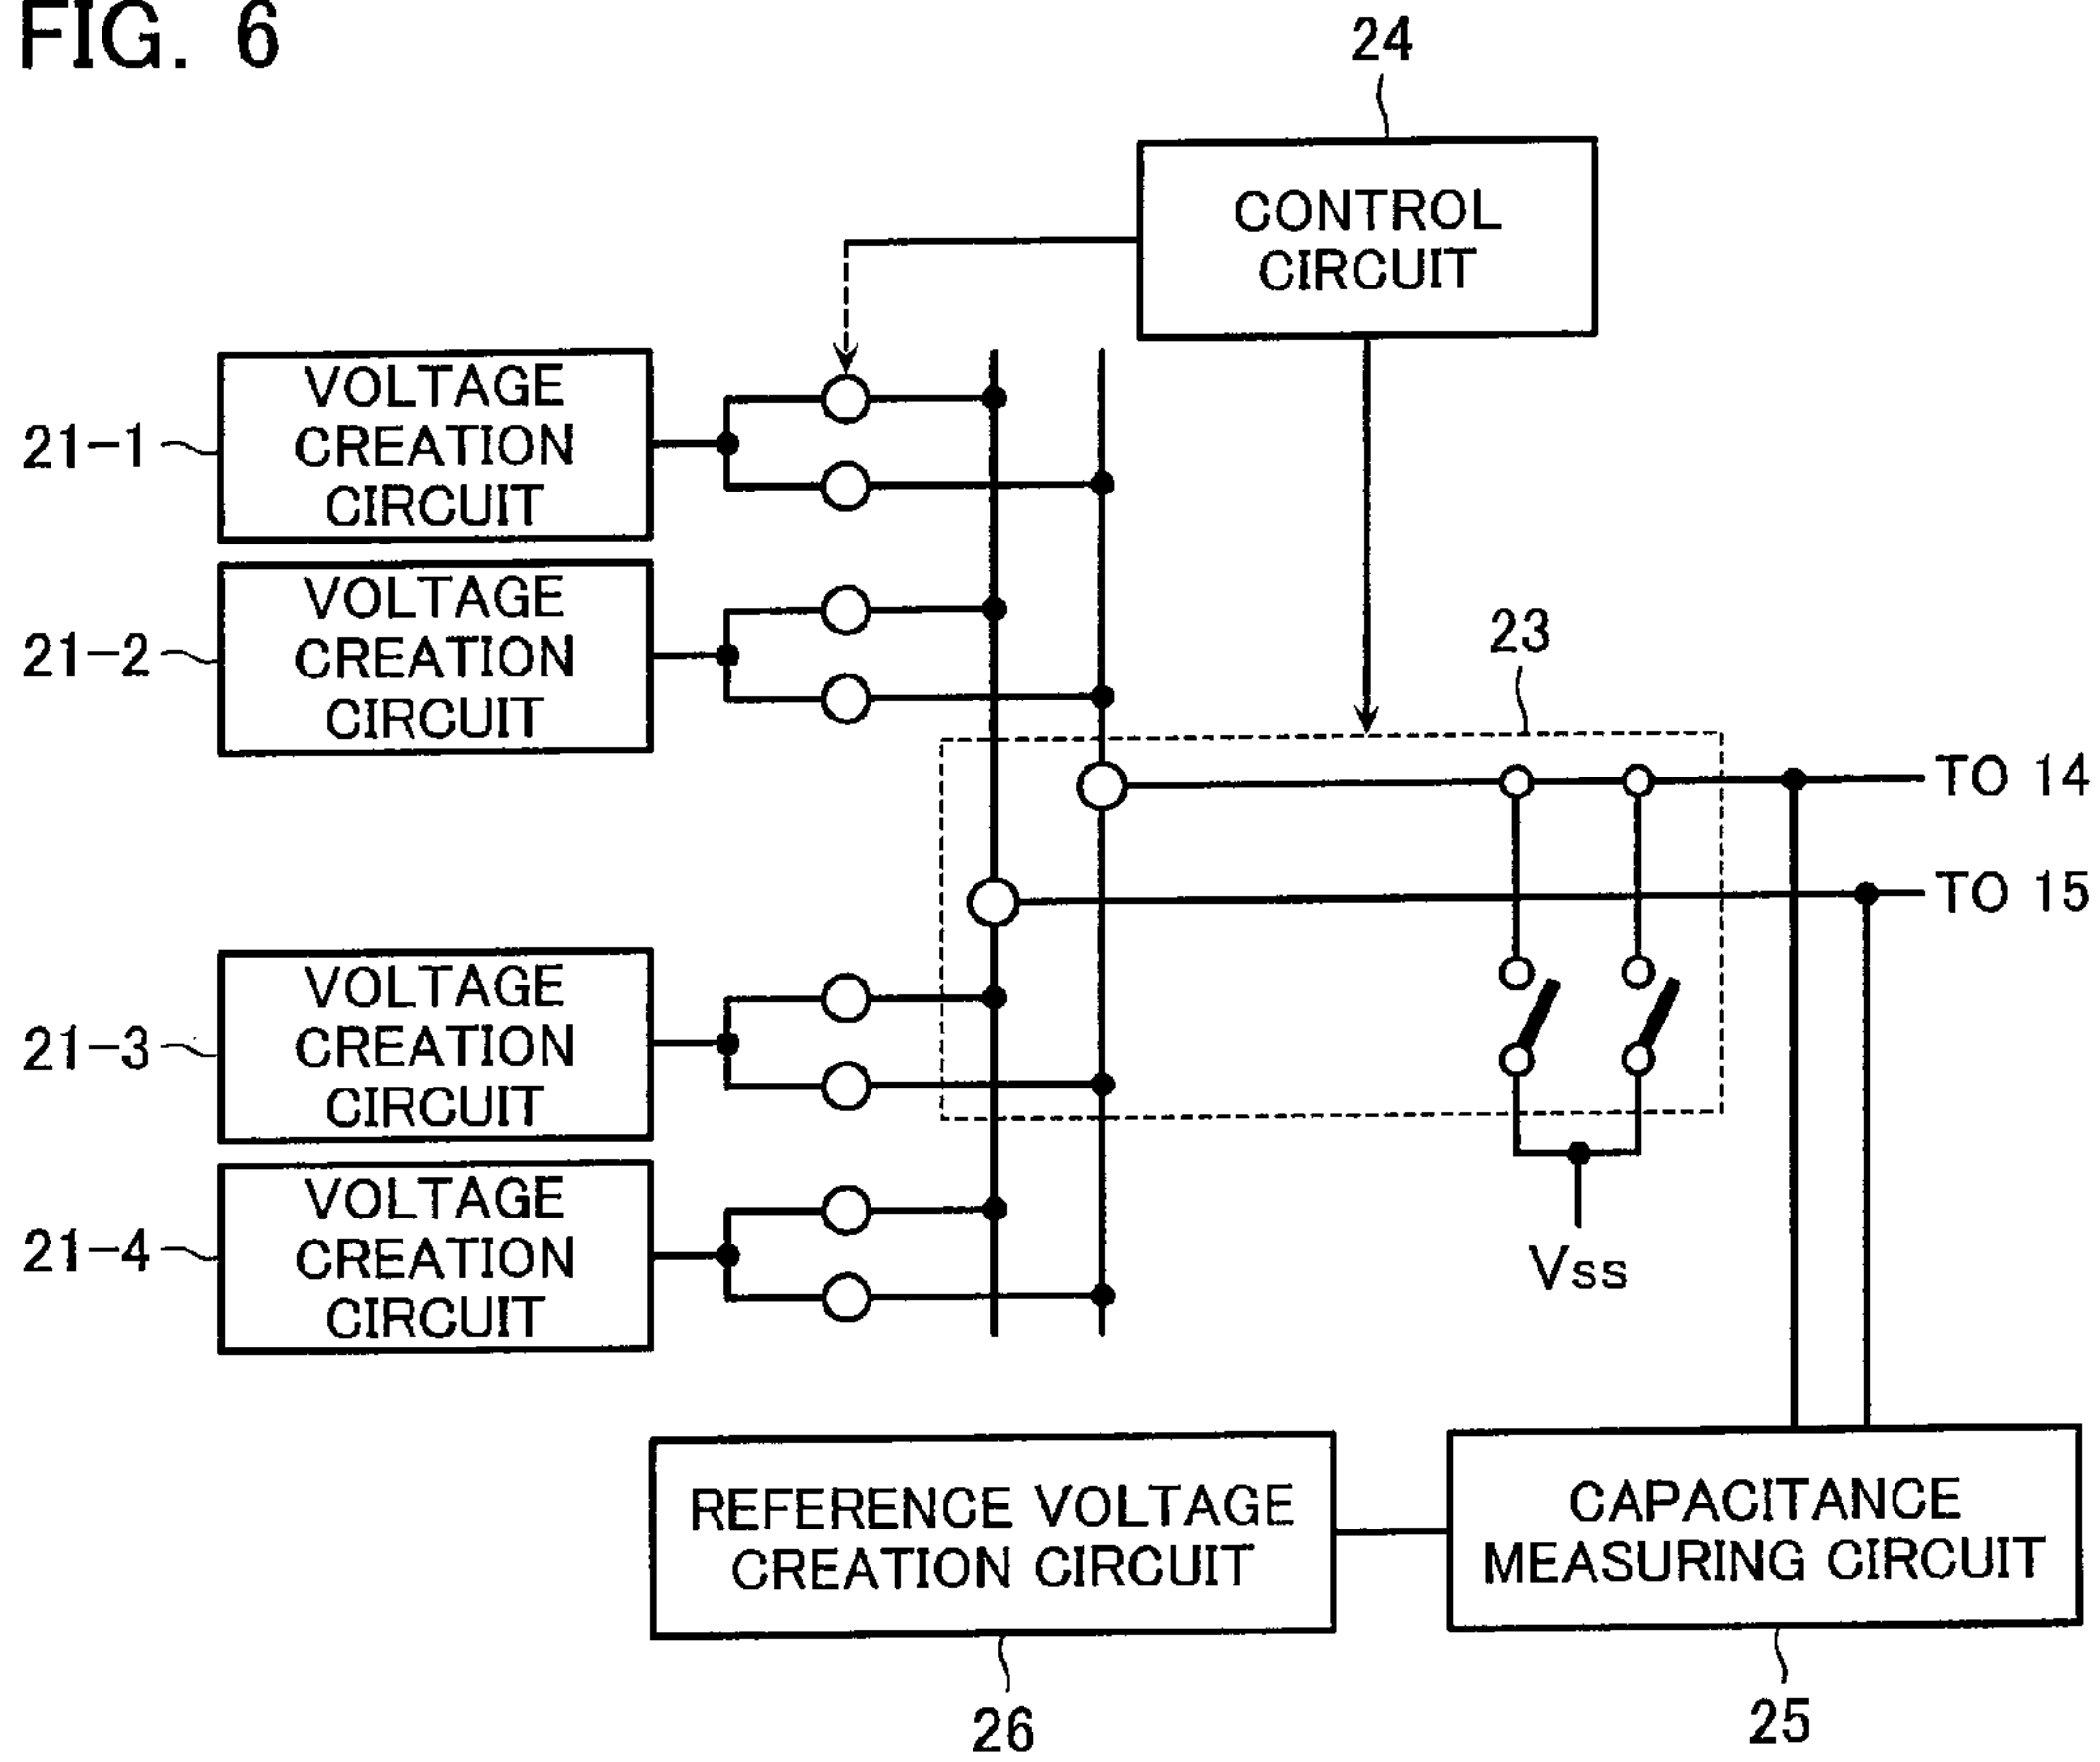 FIG. 6
24
CONTROL
CIRCUIT
21-1
VOLTAGE
CREATION
CIRCUIT
21-2
VOLTAGE
CREATION
CIRCUIT
23
TO 14
TO 15
21-3
VOLTAGE
CREATION
CIRCUIT
21-4
VOLTAGE
CREATION
CIRCUIT
Vss
REFERENCE VOLTAGE
CREATION CIRCUIT
CAPACITANCE
MEASURING CIRCUIT
26
25